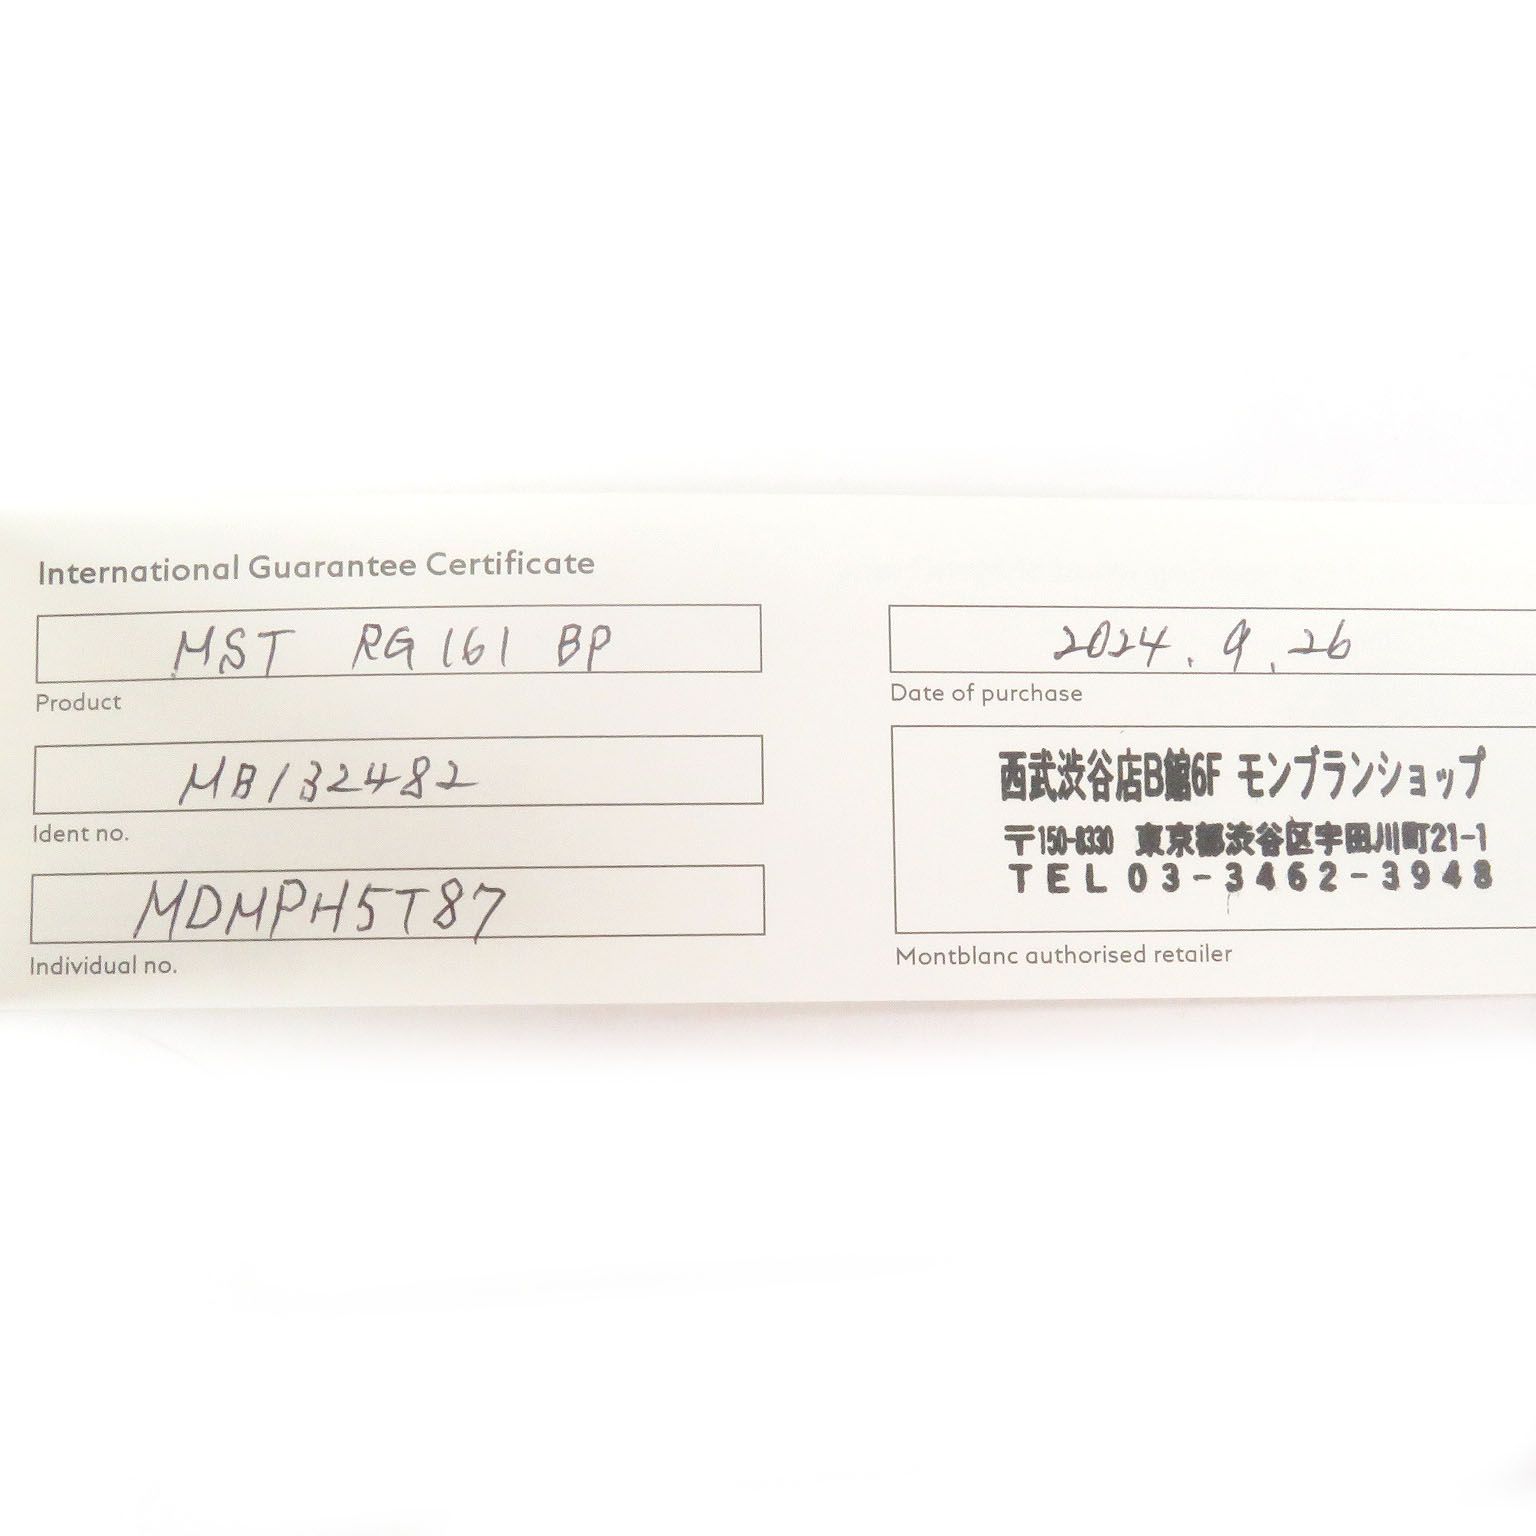 International Guarantee Certificate
MST RG 161 BP
Product
MB132482
Ident no.
MDMPH5T87
Individual no.
2024.9.26
Date of purchase
西武渋谷店B館6F モンブランショップ
〒150-8330 東京都渋谷区宇田川町21-1
TEL 03-3462-3948
Montblanc authorised retailer